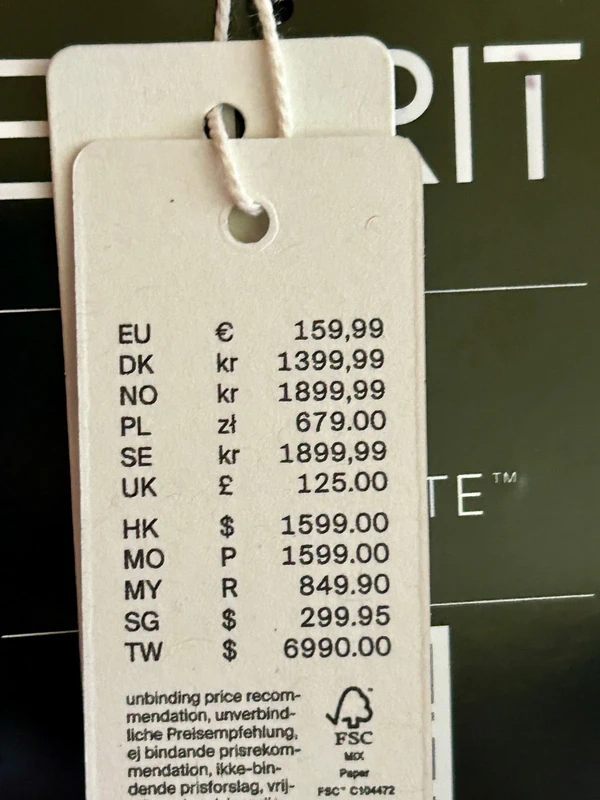 RIT
EU € 159,99
DK kr 1399,99
NO kr 1899,99
PL zł 679.00
SE kr 1899,99
UK £ 125.00
TE™
HK $ 1599.00
MO P 1599.00
MY R 849.90
SG $ 299.95
TW $ 6990.00
unbinding price recom-
mendation, unverbind-
liche Preisempfehlung,
ej bindande prisrekom-
mendation, ikke-bin-
dende prisforslag, vrij-
FSC
MIX
Paper
FSC™ C104472